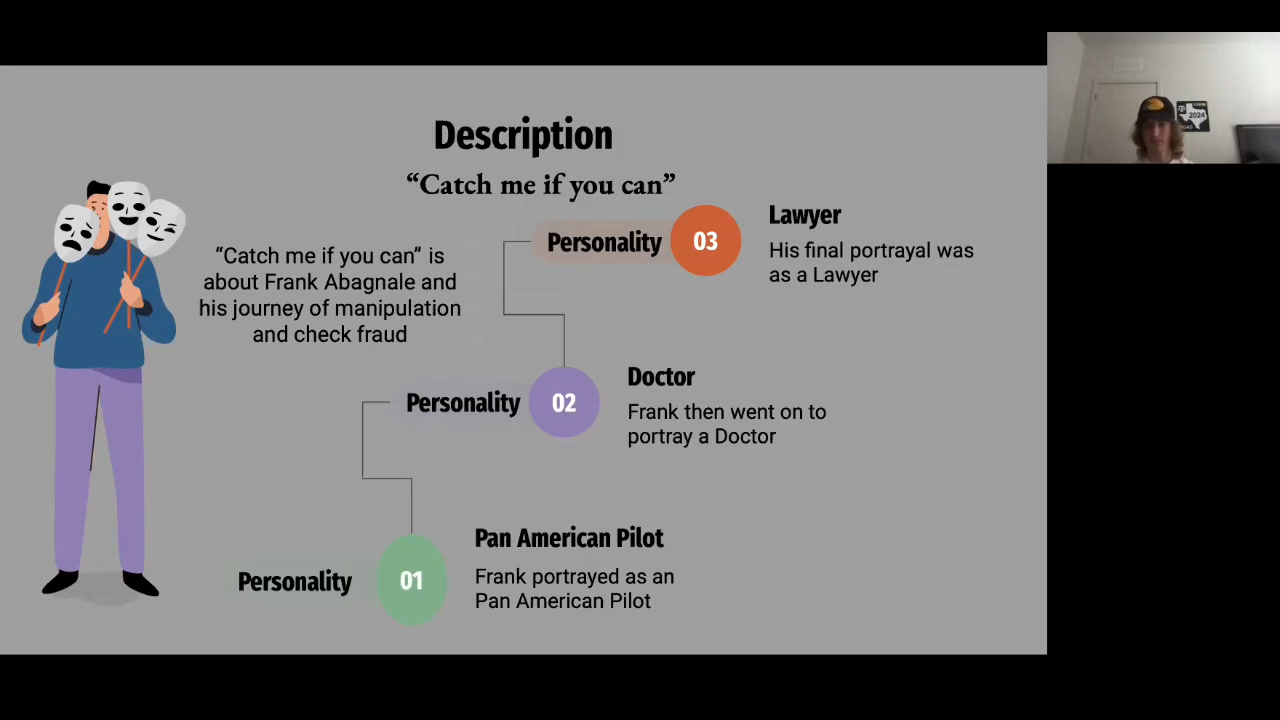 Description
“Catch me if you can”
“Catch me if you can” is
about Frank Abagnale and
his journey of manipulation
and check fraud
Personality
03
Lawyer
His final portrayal was
as a Lawyer
Personality
02
Doctor
Frank then went on to
portray a Doctor
Personality
01
Pan American Pilot
Frank portrayed as an
Pan American Pilot
2024